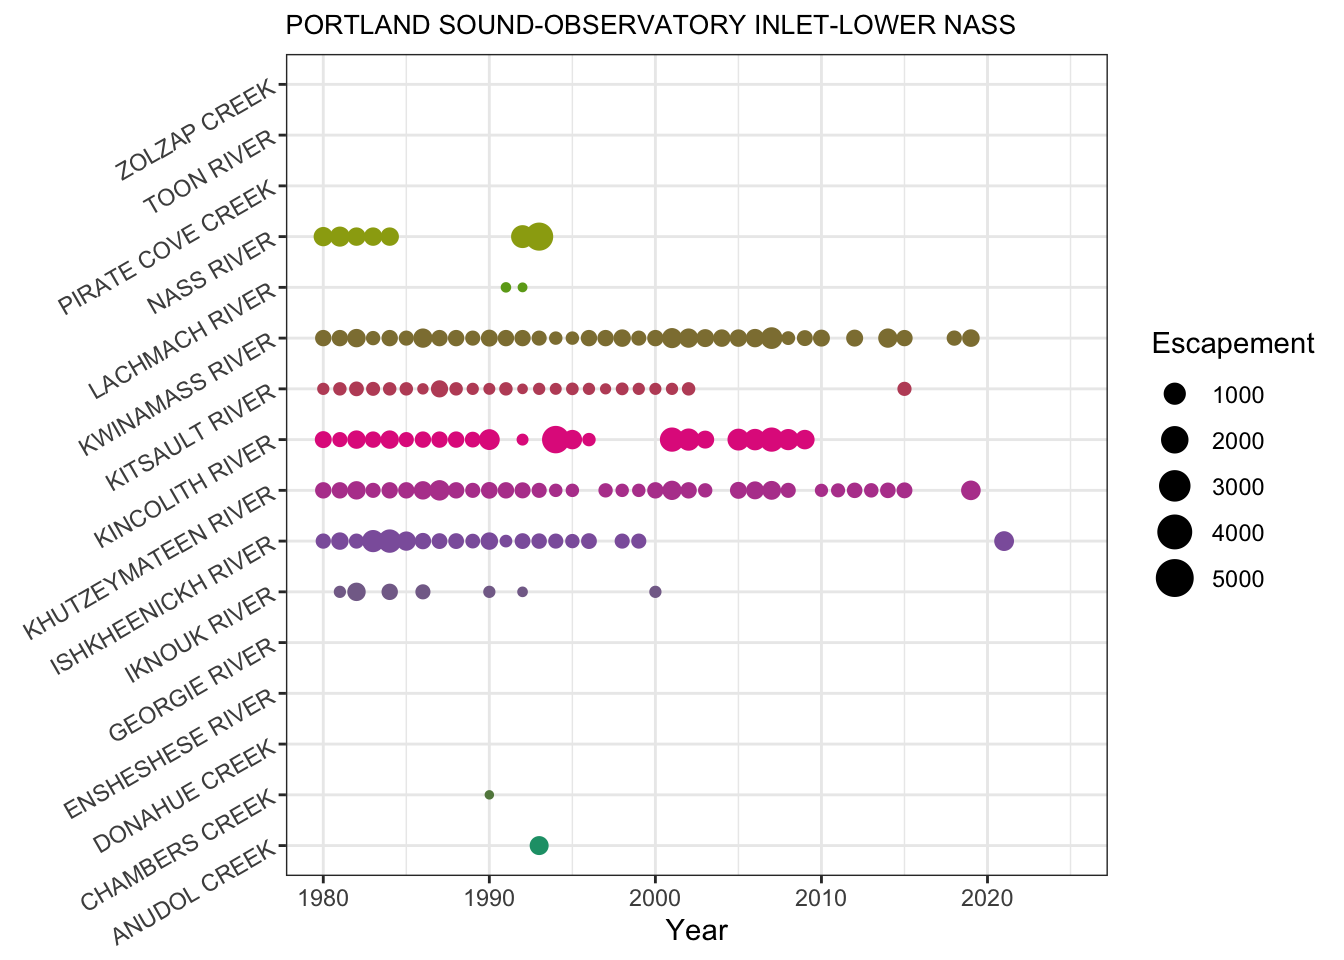 PORTLAND SOUND-OBSERVATORY INLET-LOWER NASS
ZOLZAP CREEK
TOON RIVER
PIRATE COVE CREEK
NASS RIVER
LACHMACH RIVER
KWINAMASS RIVER
KITSAULT RIVER
KINCOLITH RIVER
KHUTZEYMATEEN RIVER
ISHKHEENICKH RIVER
IKNOUK RIVER
GEORGIE RIVER
ENSHESHESE RIVER
DONAHUE CREEK
CHAMBERS CREEK
ANUDOL CREEK
1980 1990 2000 2010 2020
Year
Escapement
1000
2000
3000
4000
5000